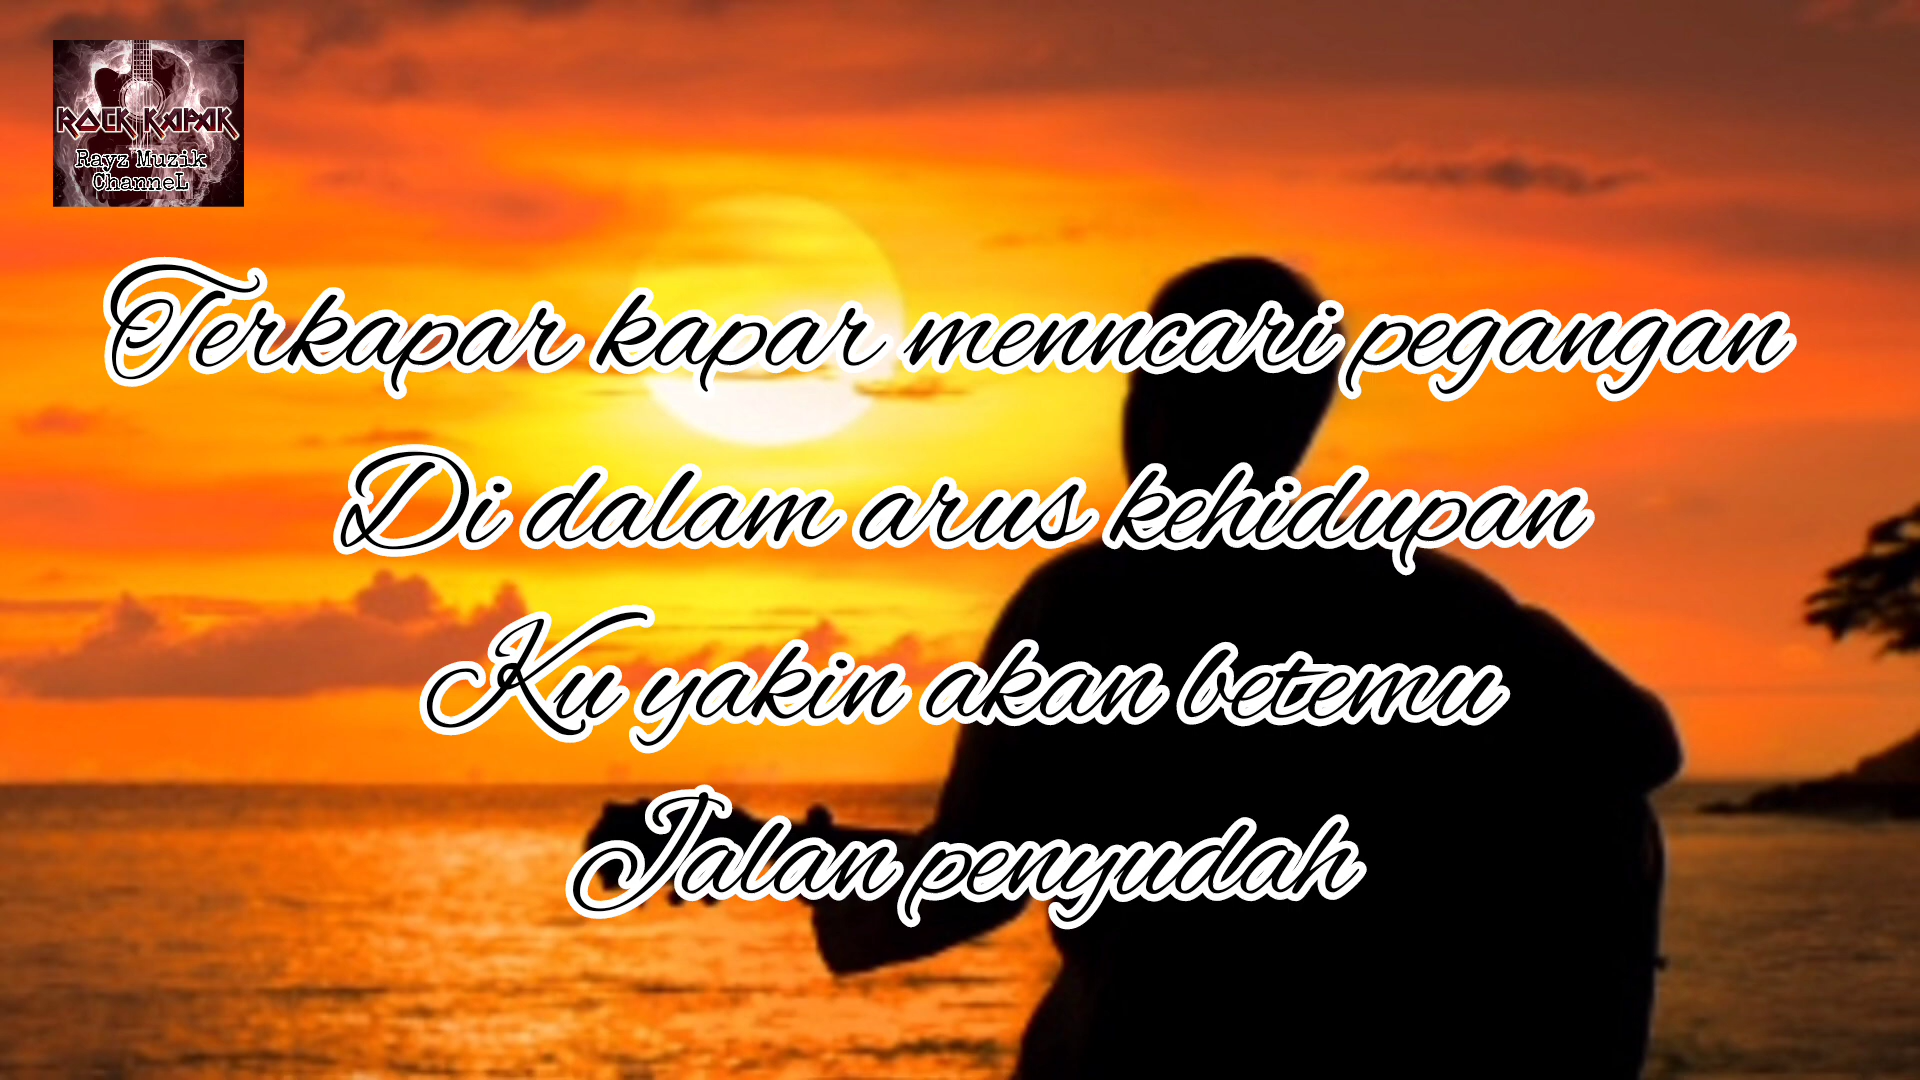 ROCK KAPAK
Rayz Muzik
ChanneL
Terkapar kapar menncari pegangan
Di dalam arus kehidupan
Ku yakin akan betemu
Jalan penyudah